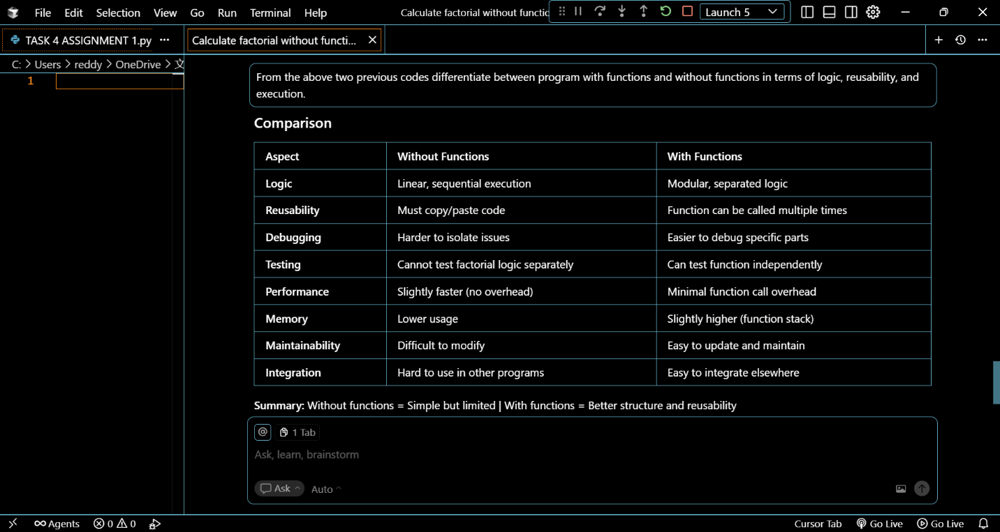 File Edit Selection View Go Run Terminal Help
Calculate factorial without functic
Launch 5
TASK 4 ASSIGNMENT 1.py ···
Calculate factorial without functi...
C: > Users > reddy > OneDrive > 文
1
From the above two previous codes differentiate between program with functions and without functions in terms of logic, reusability, and
execution.
Comparison
Aspect Without Functions With Functions
Logic Linear, sequential execution Modular, separated logic
Reusability Must copy/paste code Function can be called multiple times
Debugging Harder to isolate issues Easier to debug specific parts
Testing Cannot test factorial logic separately Can test function independently
Performance Slightly faster (no overhead) Minimal function call overhead
Memory Lower usage Slightly higher (function stack)
Maintainability Difficult to modify Easy to update and maintain
Integration Hard to use in other programs Easy to integrate elsewhere
Summary: Without functions = Simple but limited | With functions = Better structure and reusability
@ 1 Tab
Ask, learn, brainstorm
Ask Auto
Agents 0 0 Cursor Tab Go Live Go Live